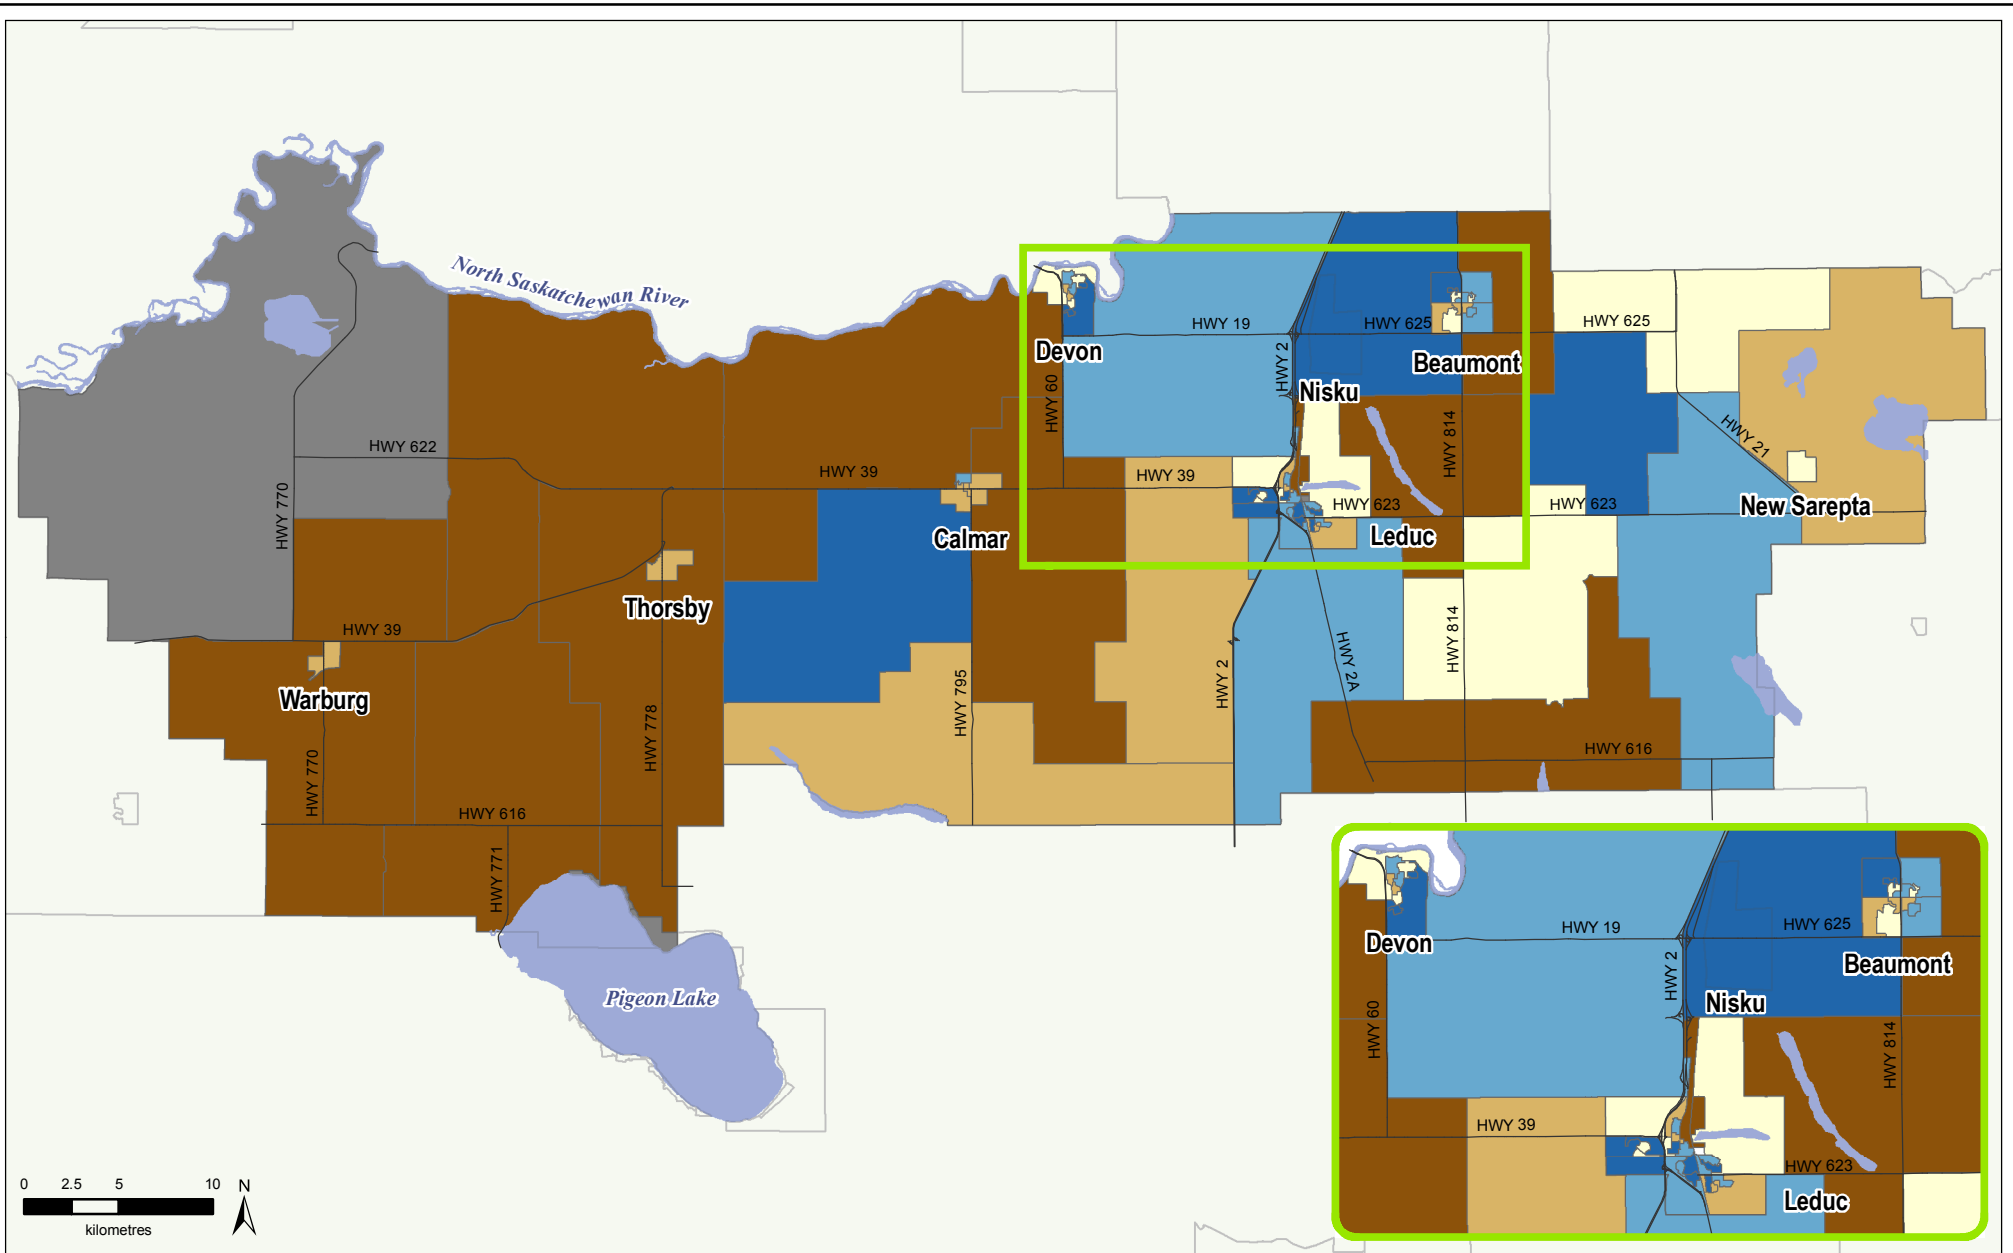 North Saskatchewan River
HWY 19
HWY 625
HWY 625
Devon
HWY 2
Beaumont
Nisku
HWY 60
HWY 814
HWY 21
HWY 622
HWY 39
HWY 39
HWY 770
HWY 623
HWY 623
New Sarepta
Calmar
Leduc
Thorsby
HWY 39
HWY 814
HWY 2A
HWY 2
HWY 795
Warburg
HWY 778
HWY 770
HWY 616
HWY 616
HWY 771
Pigeon Lake
HWY 19
HWY 625
Devon
HWY 2
Beaumont
Nisku
HWY 60
HWY 814
HWY 39
HWY 623
Leduc
0 2.5 5 10
kilometres
N